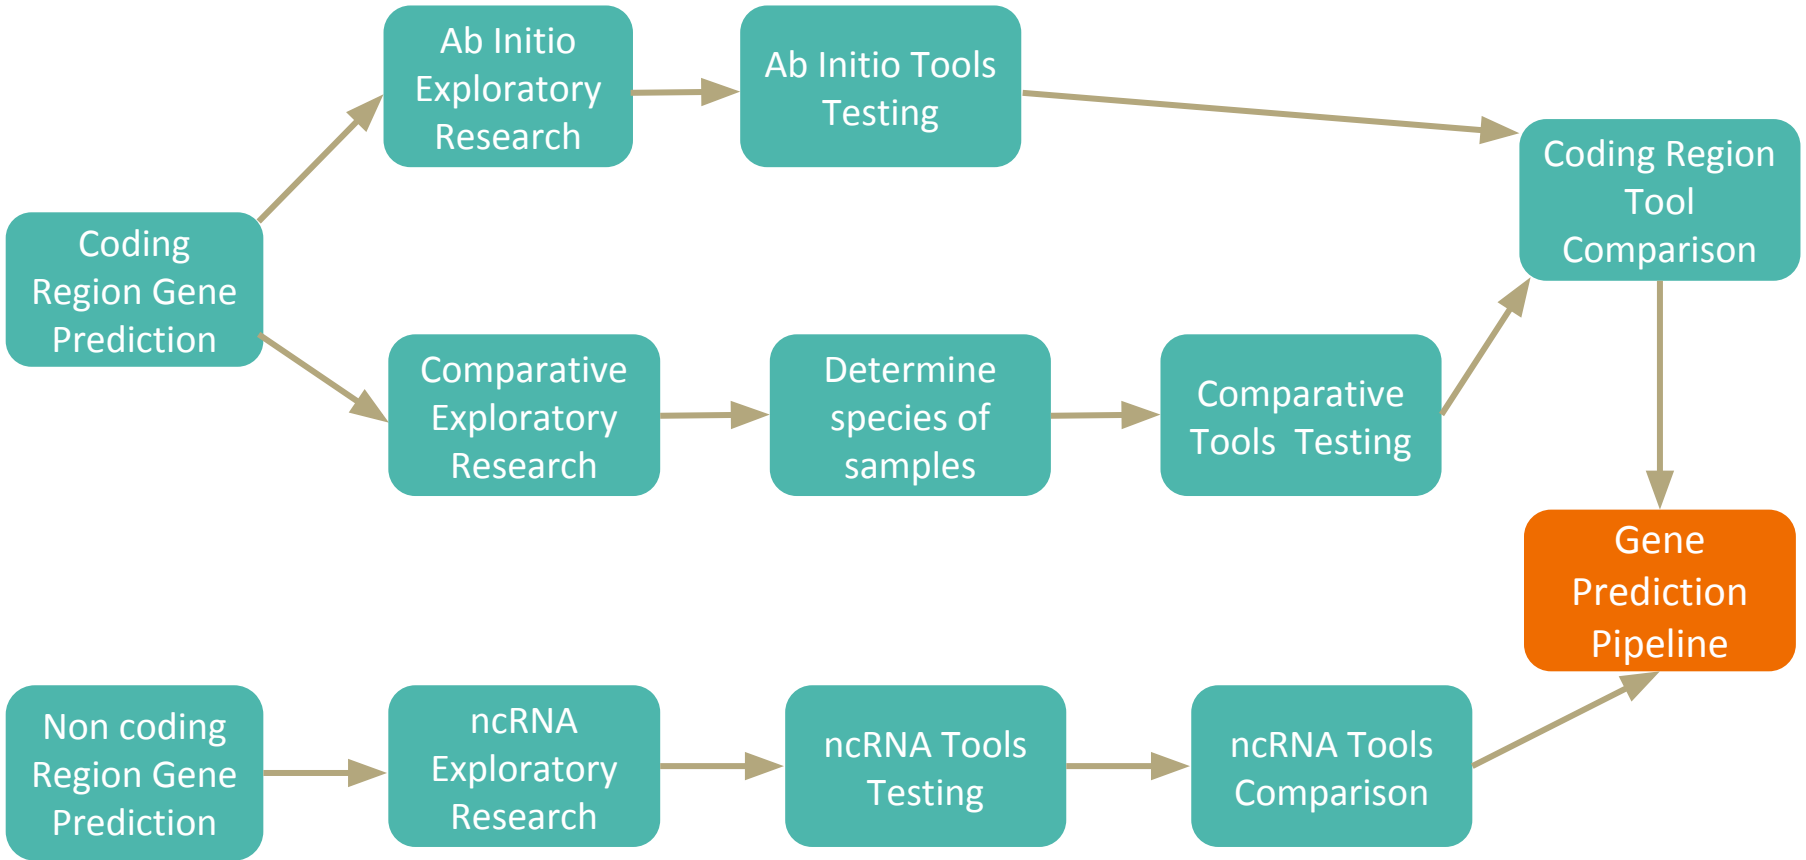 Ab Initio
Exploratory
Research
Ab Initio Tools
Testing
Coding Region
Tool
Comparison
Coding
Region Gene
Prediction
Comparative
Exploratory
Research
Determine
species of
samples
Comparative
Tools  Testing
Gene
Prediction
Pipeline
Non coding
Region Gene
Prediction
ncRNA
Exploratory
Research
ncRNA Tools
Testing
ncRNA Tools
Comparison